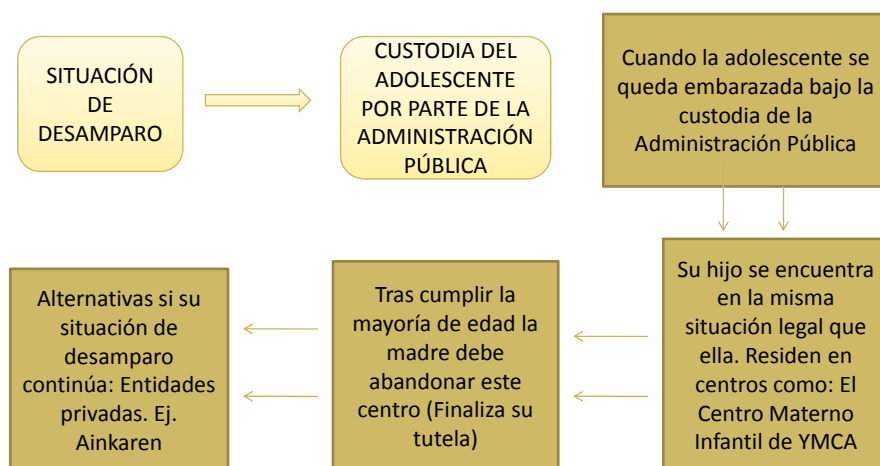 SITUACIÓN
DE
DESAMPARO
CUSTODIA DEL
ADOLESCENTE
POR PARTE DE LA
ADMINISTRACIÓN
PÚBLICA
Cuando la adolescente se
queda embarazada bajo la
custodia de la
Administración Pública
Su hijo se encuentra
en la misma
situación legal que
ella. Residen en
centros como: El
Centro Materno
Infantil de YMCA
Tras cumplir la
mayoría de edad la
madre debe
abandonar este
centro (Finaliza su
tutela)
Alternativas si su
situación de
desamparo
continúa: Entidades
privadas. Ej.
Ainkaren